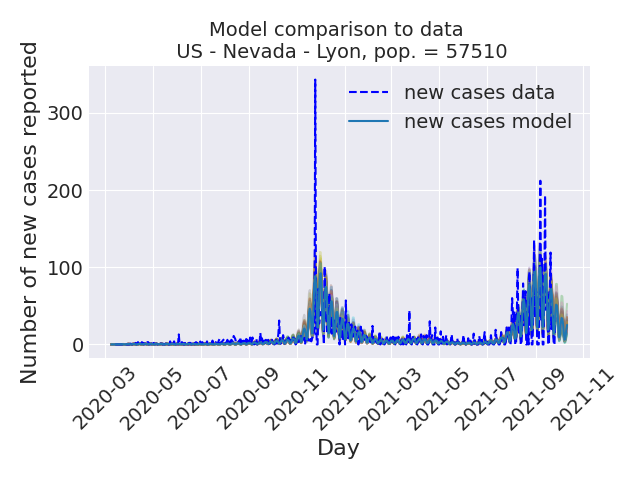 Model comparison to data
US - Nevada - Lyon, pop. = 57510
Number of new cases reported
300
200
100
0
new cases data
new cases model
2020-03
2020-05
2020-07
2020-09
2020-11
2021-01
2021-03
2021-05
2021-07
2021-09
2021-11
Day